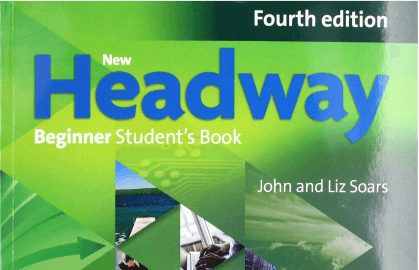 Fourth edition
New
Headway
Beginner Student's Book
John and Liz Soars